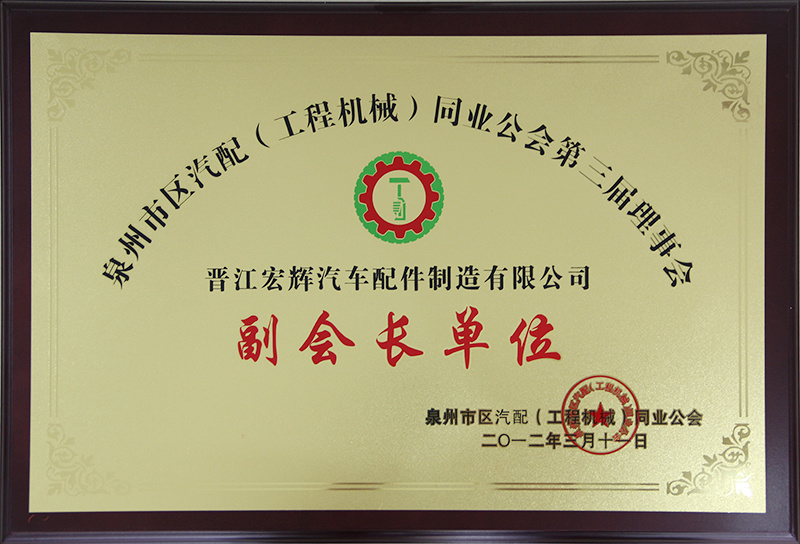 泉州市区汽配（工程机械）同业公会第三届理事会
晋江宏辉汽车配件制造有限公司
副会长单位
泉州市区汽配（工程机械）同业公会
二〇一二年三月十一日